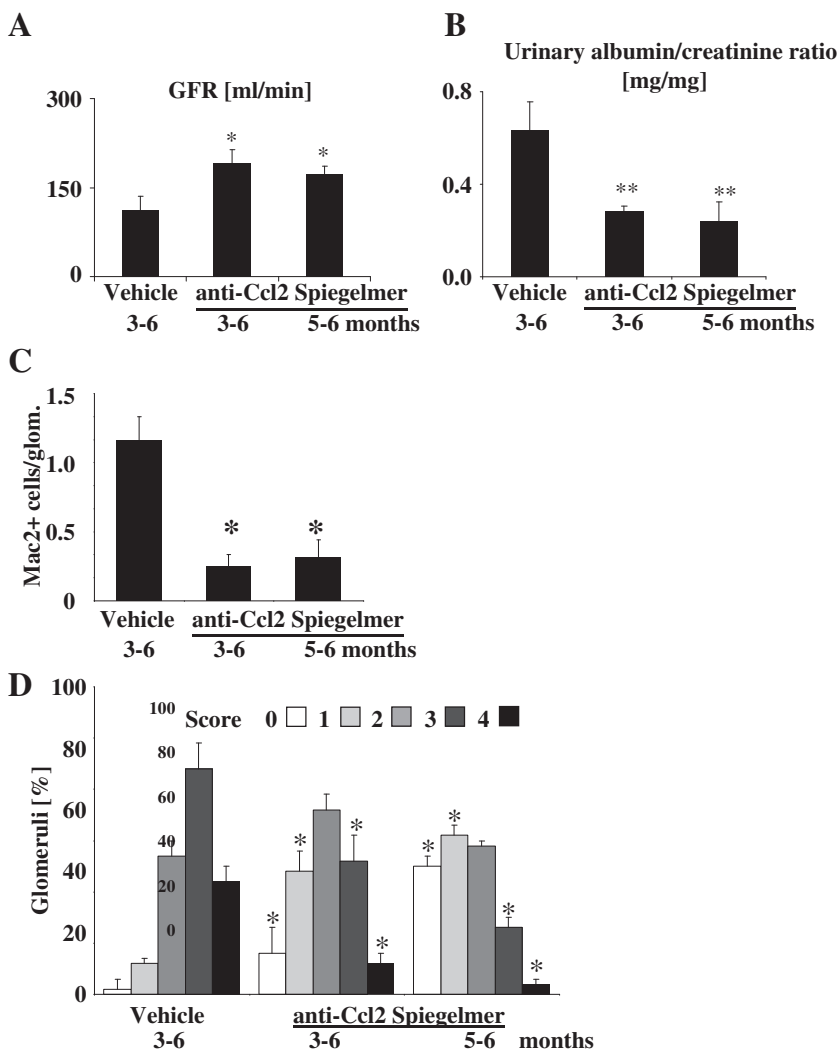 A
GFR [ml/min]
300
150
0
*
*
Vehicle
anti-Ccl2 Spiegelmer
3-6
3-6
5-6 months
B
Urinary albumin/creatinine ratio
[mg/mg]
0.8
0.4
0.0
**
**
Vehicle
anti-Ccl2 Spiegelmer
3-6
3-6
5-6 months
C
Mac2+ cells/glom.
1.5
1.0
0.5
0
*
*
Vehicle
anti-Ccl2 Spiegelmer
3-6
3-6
5-6 months
D
Glomeruli [%]
100
80
60
40
20
0
100
80
60
40
20
0
Score 0 1 2 3 4
*
*
*
*
*
*
*
*
Vehicle
anti-Ccl2 Spiegelmer
3-6
3-6
5-6 months